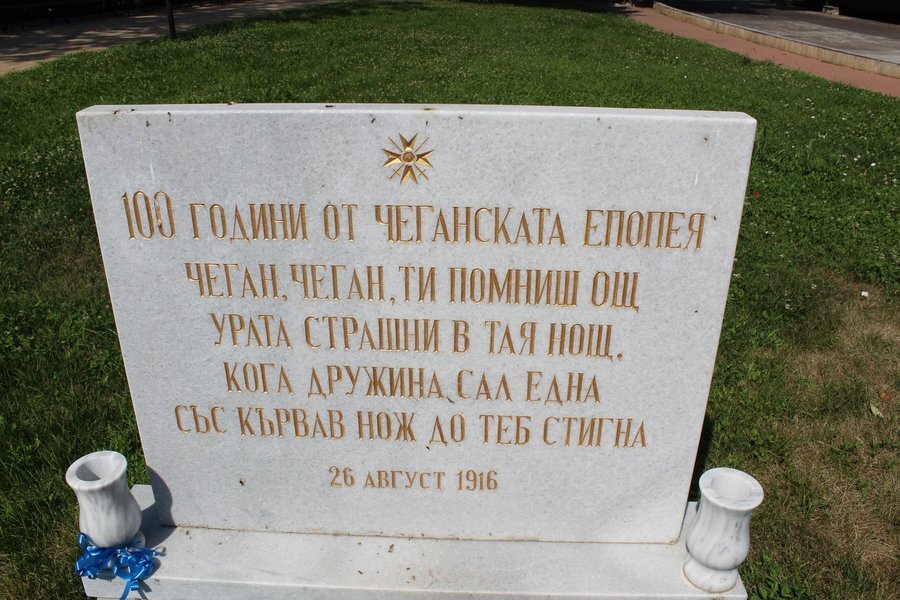 100 ГОДИНИ ОТ ЧЕГАНСКАТА ЕПОПЕЯ
ЧЕГАН, ЧЕГАН, ТИ ПОМНИШ ОЩ
УРАТА СТРАШНИ В ТАЯ НОЩ,
КОГА ДРУЖИНА САЛ ЕДНА
СЪС КЪРВАВ НОЖ ДО ТЕБ СТИГНА
26 АВГУСТ 1916